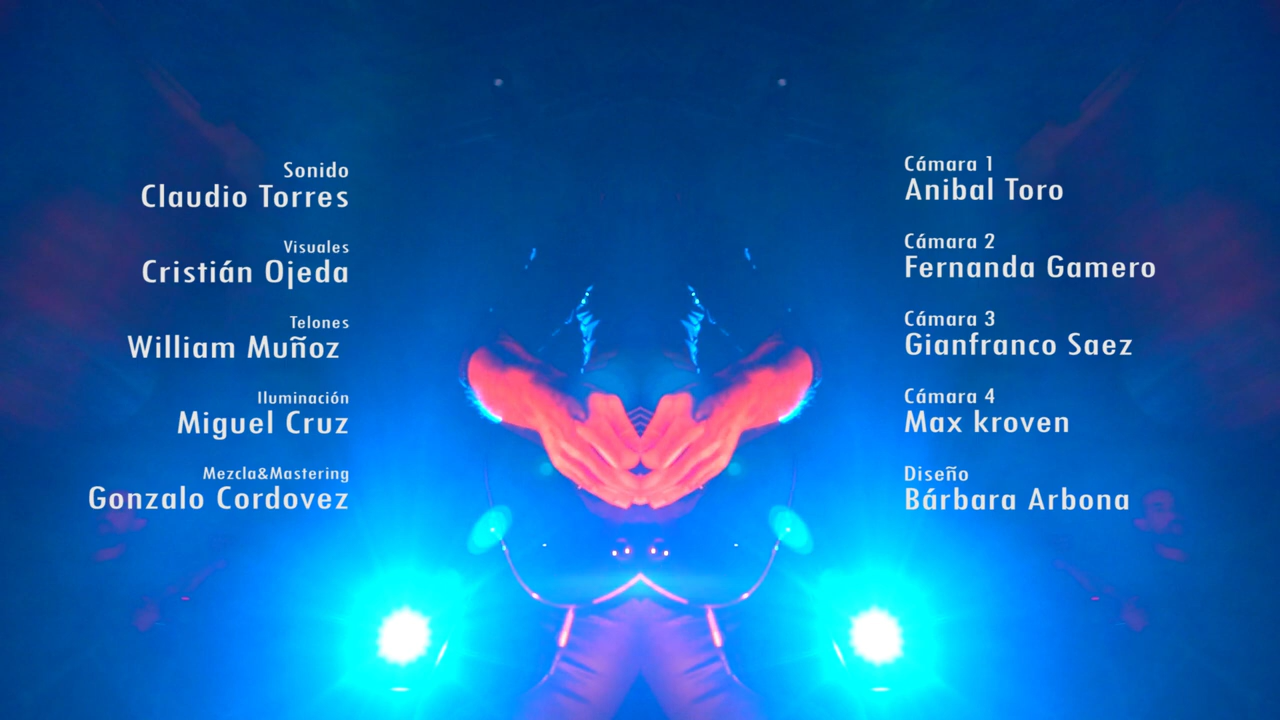 Sonido
Claudio Torres
Visuales
Cristián Ojeda
Telones
William Muñoz
Iluminación
Miguel Cruz
Mezcla&Mastering
Gonzalo Cordovez
Cámara 1
Anibal Toro
Cámara 2
Fernanda Gamero
Cámara 3
Gianfranco Saez
Cámara 4
Max kroven
Diseño
Bárbara Arbona